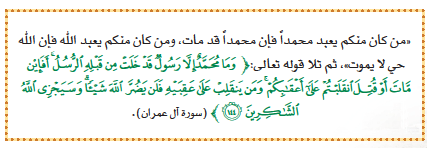 «من كان منكم يعبد محمداً فإن محمداً قد مات، ومن كان منكم يعبد الله فإن الله
حي لا يموت»، ثم تلا قوله تعالى: ﴿ وَمَا مُحَمَّدٌ إِلَّا رَسُولٌ قَدْ خَلَتْ مِن قَبْلِهِ الرُّسُلُ ۚ أَفَإِيْن
مَّاتَ أَوْ قُتِلَ انقَلَبْتُمْ عَلَىٰ أَعْقَابِكُمْ ۚ وَمَن يَنقَلِبْ عَلَىٰ عَقِبَيْهِ فَلَن يَضُرَّ اللَّهَ شَيْئًا ۗ وَسَيَجْزِي اللَّهُ
الشَّاكِرِينَ ١٤٤ ﴾ (سورة آل عمران).